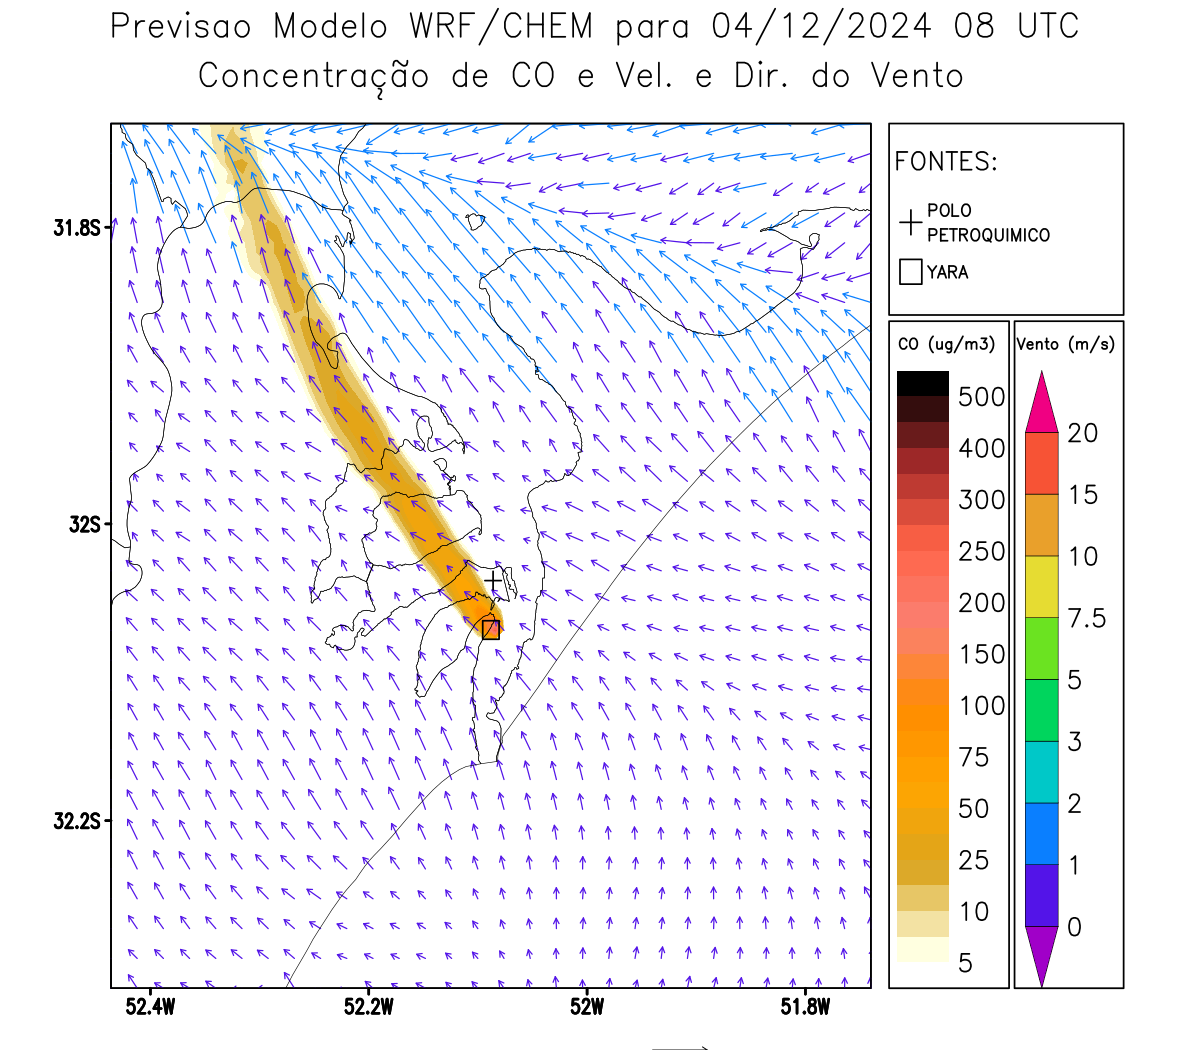 Previsao Modelo WRF/CHEM para 04/12/2024 08 UTC
Concentração de CO e Vel. e Dir. do Vento
FONTES:
POLO
PETROQUIMICO
YARA
CO (ug/m3)
500
400
300
250
200
150
100
75
50
25
10
5
Vento (m/s)
20
15
10
7.5
5
3
2
1
0
31.8S
32S
32.2S
52.4W
52.2W
52W
51.8W